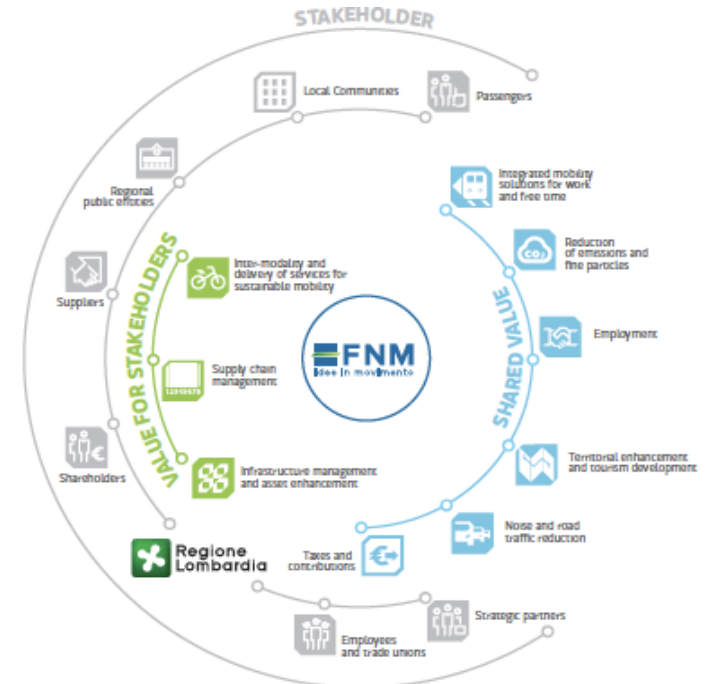 STAKEHOLDER
Local Communities
Passengers
Regional
public entities
Integrated mobility
solutions for work
and free time
Reduction
of emissions and
fine particles
CO₂
Suppliers
VALUE FOR STAKEHOLDERS
Inter-modality and
delivery of services for
sustainable mobility
FNM
idee in movimento
SHARED VALUE
Employment
Supply chain
management
Shareholders
Infrastructure management
and asset enhancement
Territorial enhancement
and tourism development
Regione
Lombardia
Taxes and
contributions
Noise and road
traffic reduction
Employees
and trade unions
Strategic partners